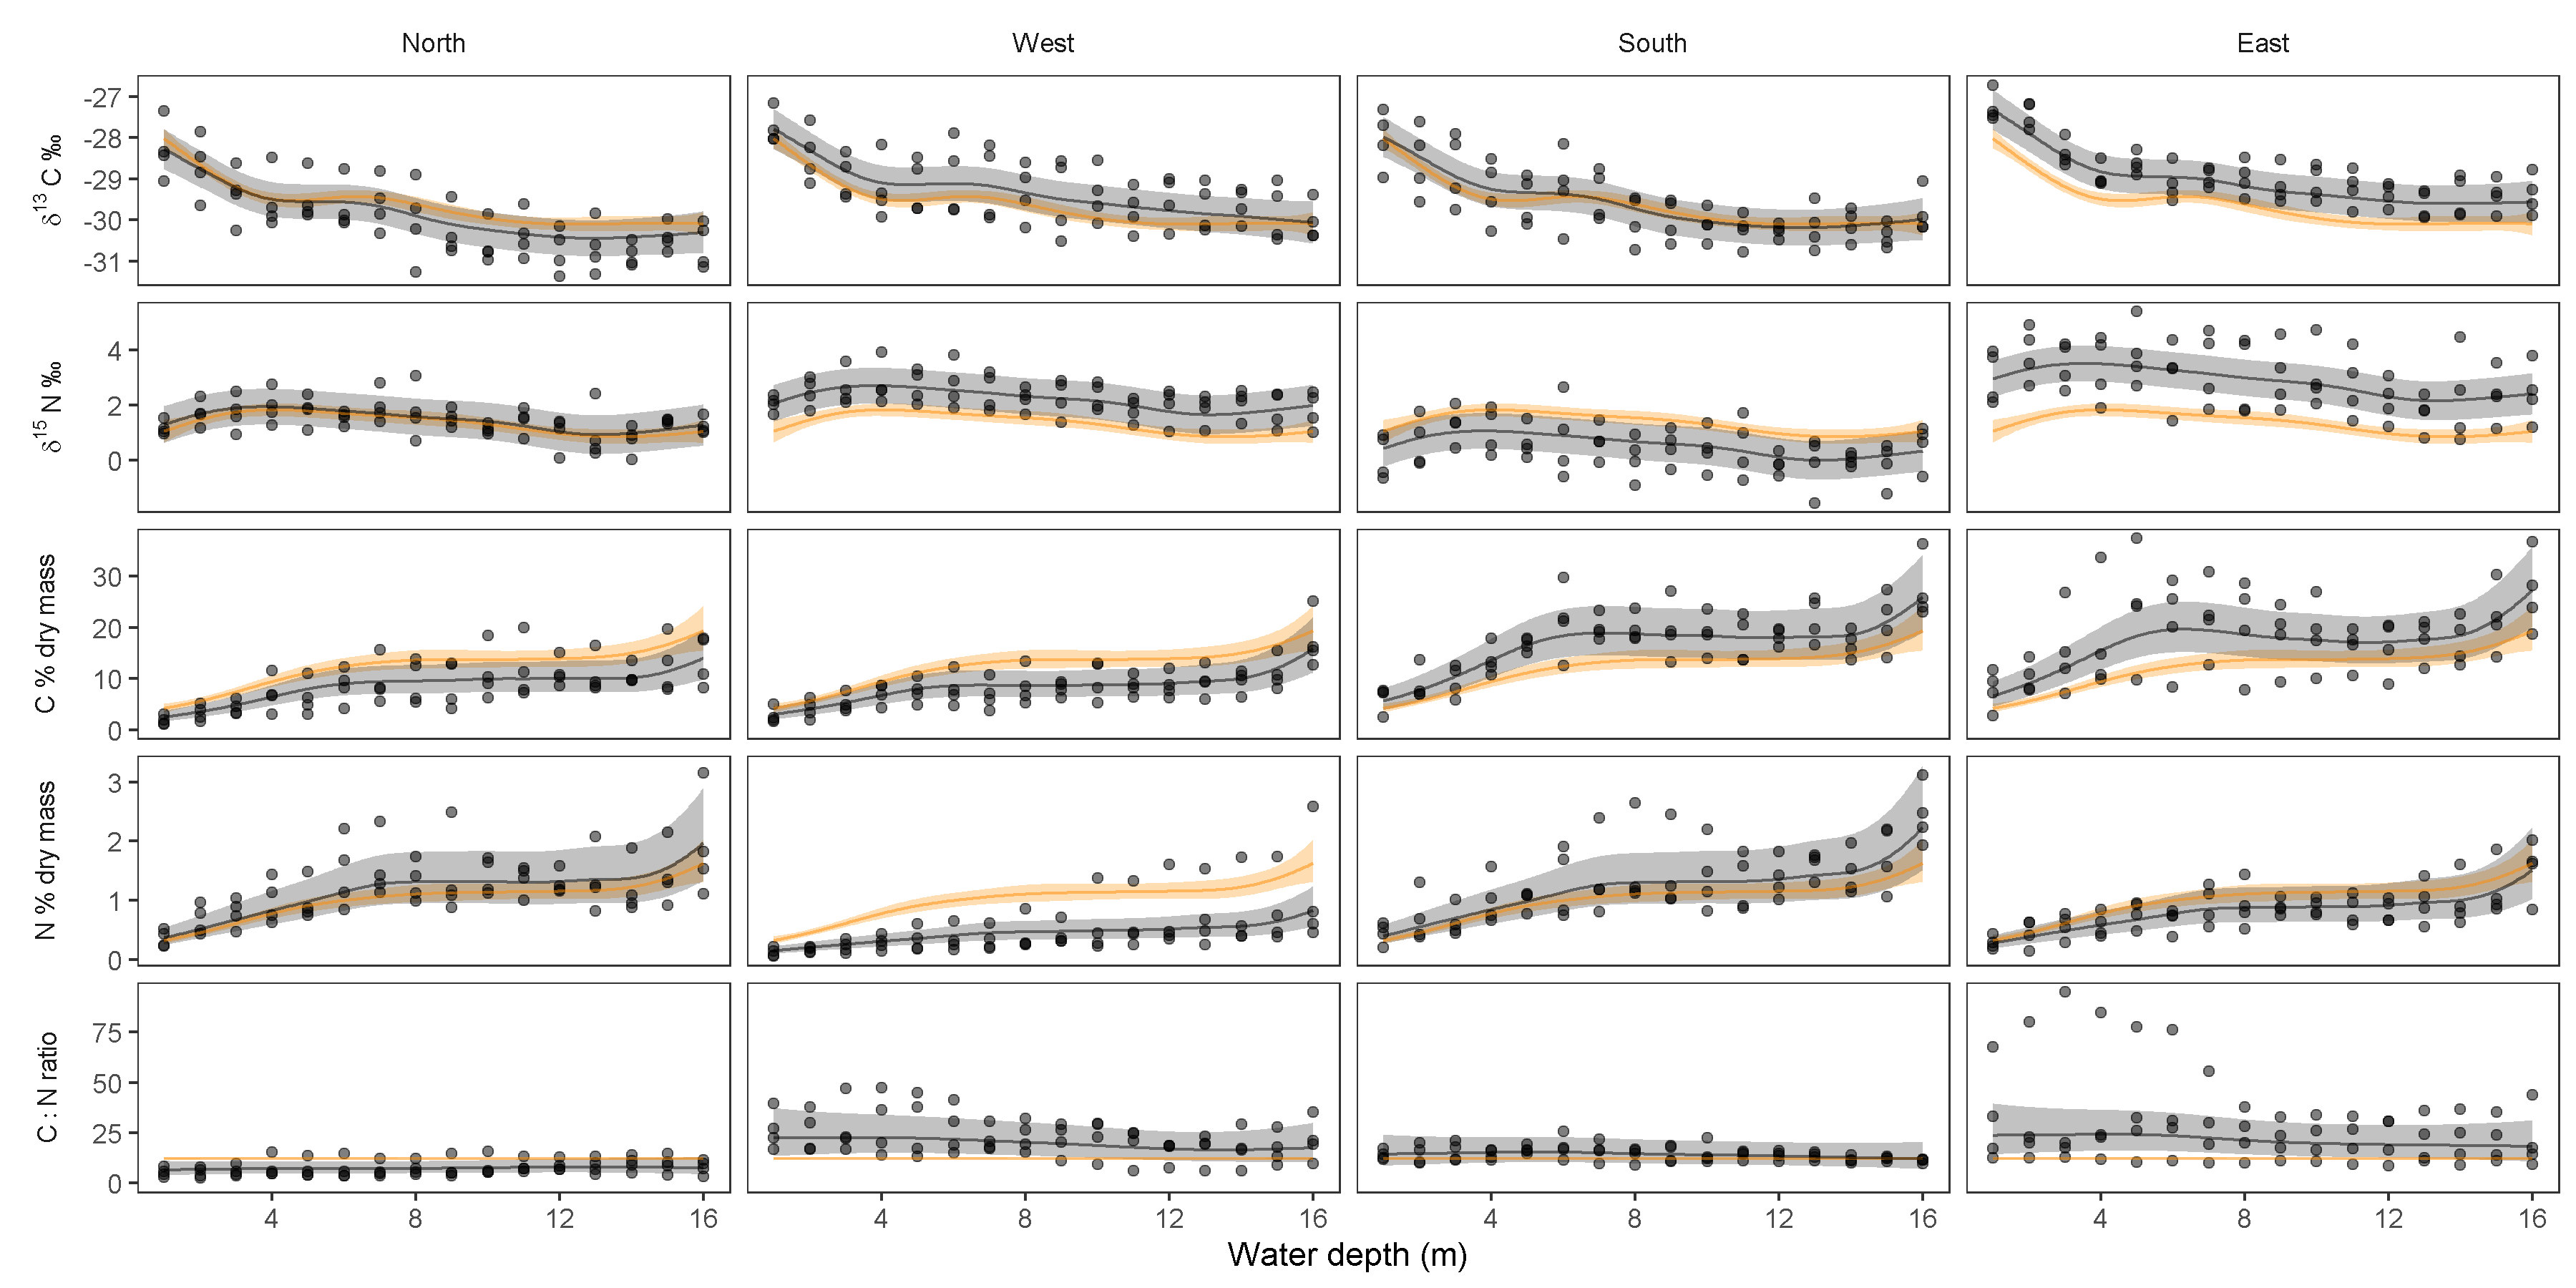 North West South East
δ13 C ‰
-27
-28
-29
-30
-31
δ15 N ‰
4
2
0
C % dry mass
30
20
10
0
N % dry mass
3
2
1
0
C : N ratio
75
50
25
0
4 8 12 16 4 8 12 16 4 8 12 16 4 8 12 16
Water depth (m)